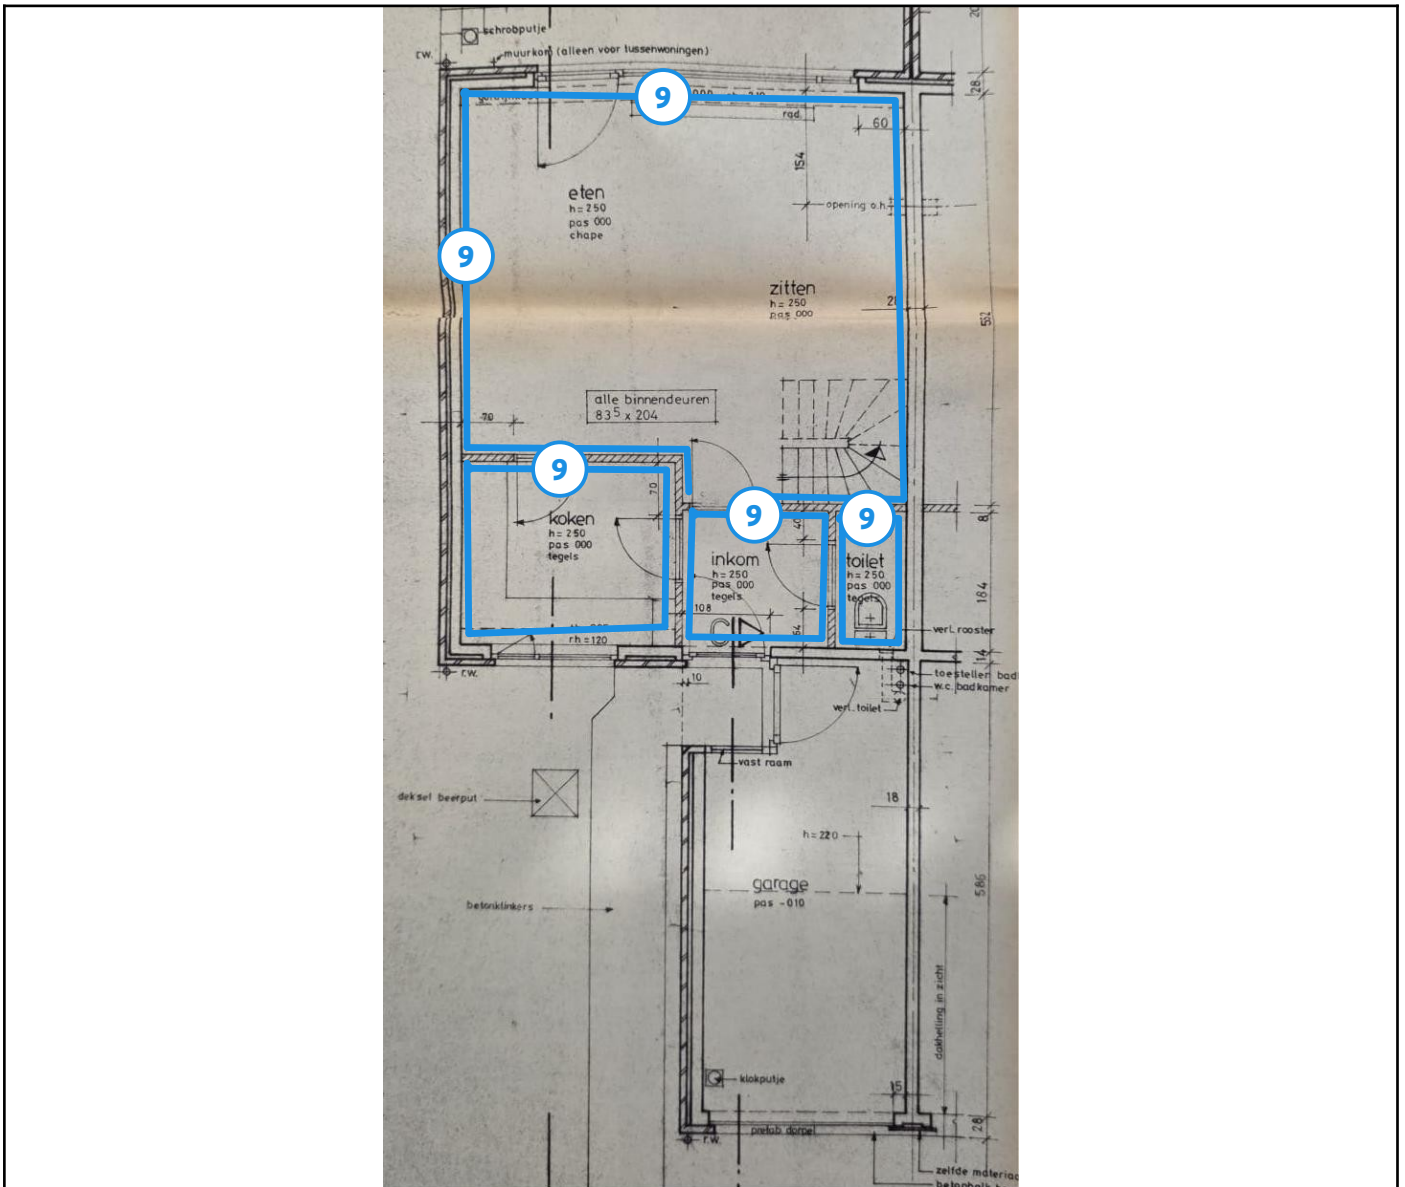 schrobputje
r.w.
muurkom (alleen voor tussenwoningen)
28
9
rad.
60
154
eten
h=250
pas 000
chape
opening o.h.
9
zitten
h=250
pas 000
552
alle binnendeuren
83⁵ x 204
70
9
70
koken
h=250
pas 000
tegels
9
9
40
8
inkom
h=250
pas 000
tegels
toilet
h=250
pas 000
tegels
184
108
64
rh=120
verl. rooster
14
r.w.
10
toestellen bad
w.c. badkamer
verl. toilet
vast raam
deksel beerput
18
h=220
garage
pas -010
586
betonklinkers
dakhelling in zicht
klokputje
15
28
prefab dorpel
r.w.
zelfde materiaa